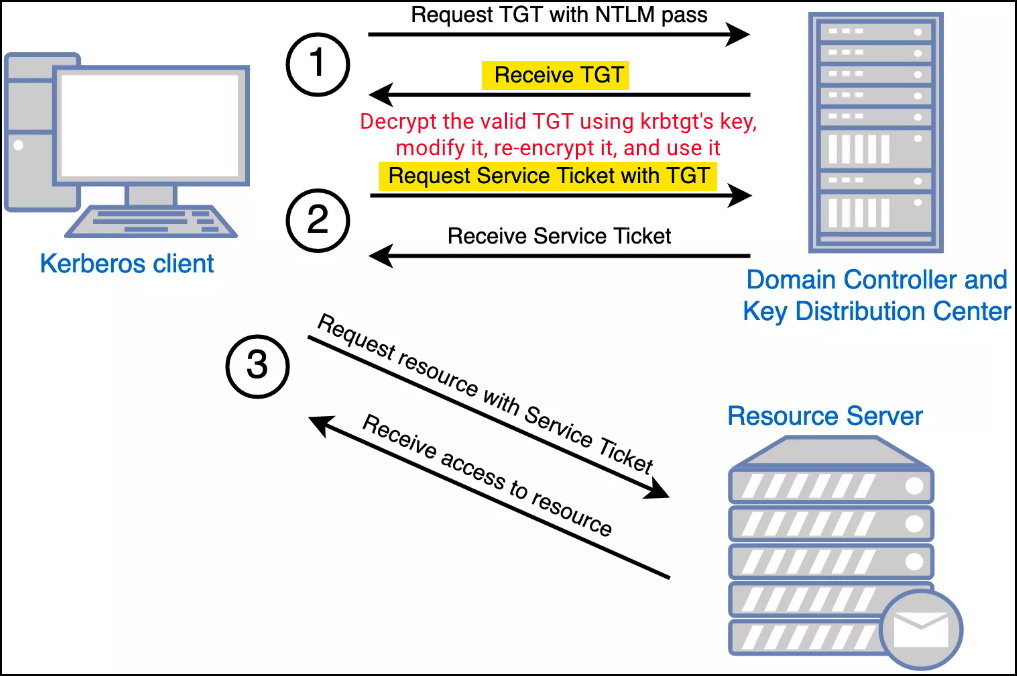 Request TGT with NTLM pass
1
Receive TGT
Decrypt the valid TGT using krbtgt's key,
modify it, re-encrypt it, and use it
Request Service Ticket with TGT
2
Receive Service Ticket
Kerberos client
Domain Controller and
Key Distribution Center
3
Request resource with Service Ticket
Receive access to resource
Resource Server